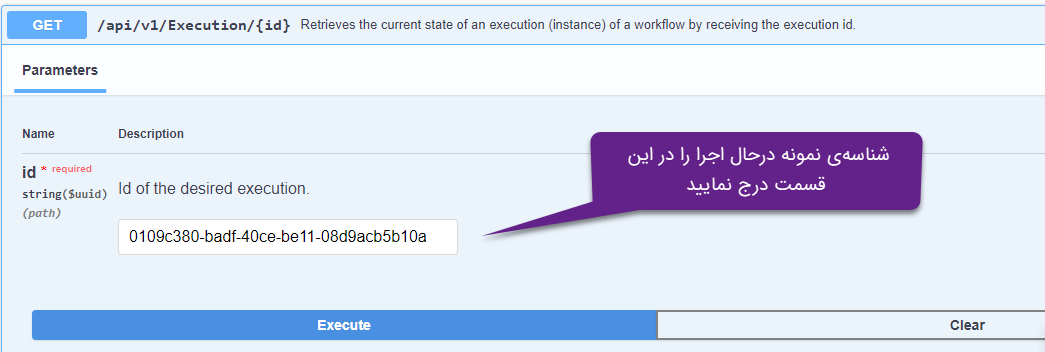 GET /api/v1/Execution/{id} Retrieves the current state of an execution (instance) of a workflow by receiving the execution id.
Parameters
Name Description
id * required
string($uuid)
(path)
Id of the desired execution.
0109c380-badf-40ce-be11-08d9acb5b10a
شناسه‌ی نمونه درحال اجرا را در این
قسمت درج نمایید
Execute Clear